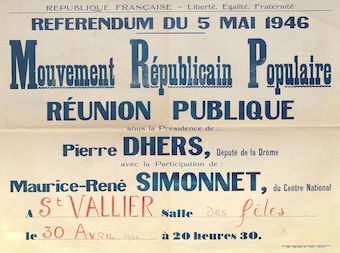 REPUBLIQUE FRANÇAISE — Liberté, Egalité, Fraternité
REFERENDUM DU 5 MAI 1946
Mouvement Républicain Populaire
RÉUNION PUBLIQUE
sous la Présidence de :
Pierre DHERS, Député de la Drôme
avec la Participation de :
Maurice-René SIMONNET, du Centre National
A St VALLIER Salle des fêtes
le 30 Avril à 20 heures 30.